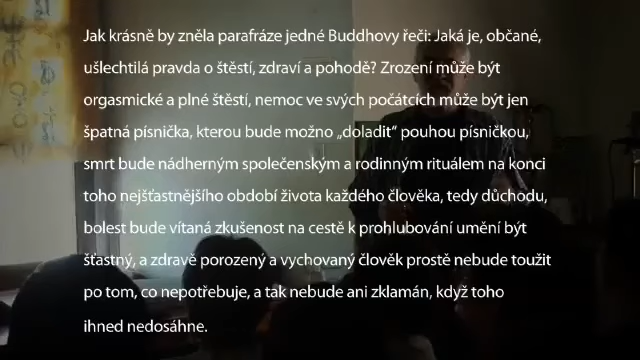 Jak krásně by zněla parafráze jedné Buddhovy řeči: Jaká je, občané,
ušlechtilá pravda o štěstí, zdraví a pohodě? Zrození může být
orgasmické a plné štěstí, nemoc ve svých počátcích může být jen
špatná písnička, kterou bude možno „doladit“ pouhou písničkou,
smrt bude nádherným společenským a rodinným rituálem na konci
toho nejšťastnějšího období života každého člověka, tedy důchodu,
bolest bude vítaná zkušenost na cestě k prohlubování umění být
šťastný, a zdravě porozený a vychovaný člověk prostě nebude toužit
po tom, co nepotřebuje, a tak nebude ani zklamán, když toho
ihned nedosáhne.